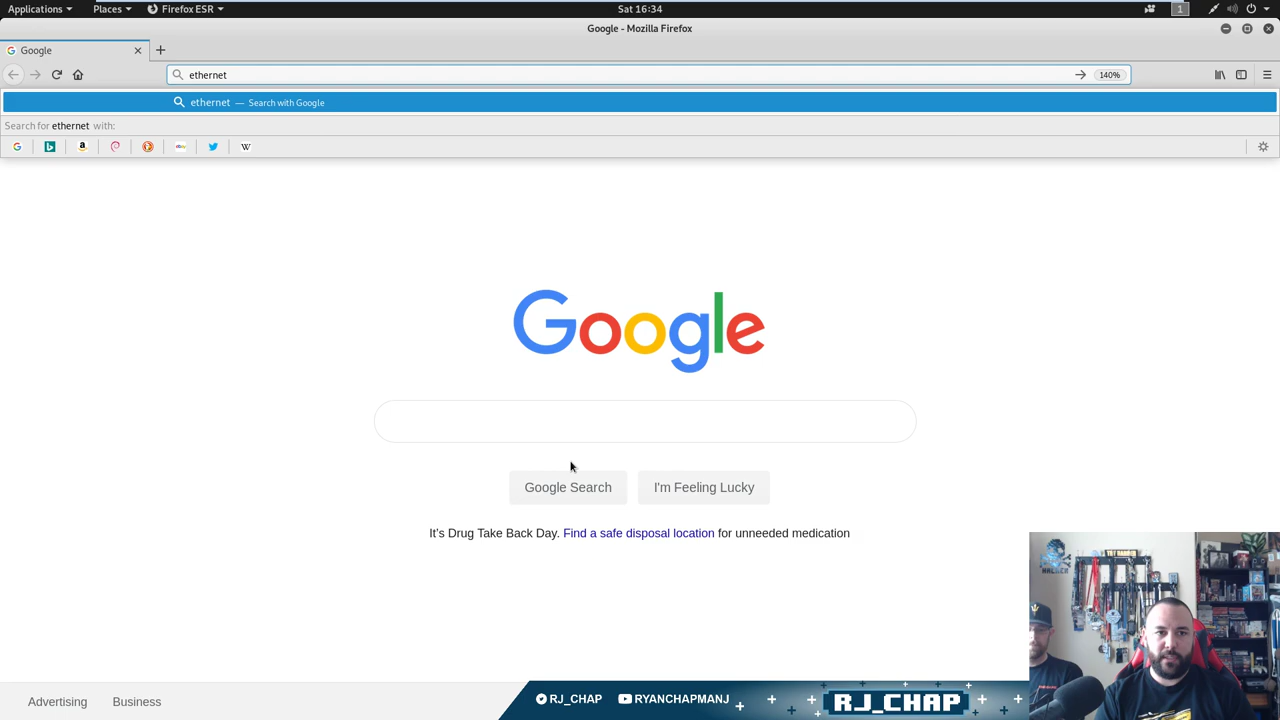 Applications Places Firefox ESR Sat 16:34 1
Google - Mozilla Firefox
Google
ethernet 140%
ethernet — Search with Google
Search for ethernet with:
Google
Google Search I'm Feeling Lucky
It's Drug Take Back Day. Find a safe disposal location for unneeded medication
Advertising Business
RJ_CHAP RYANCHAPMANJ RJ_CHAP